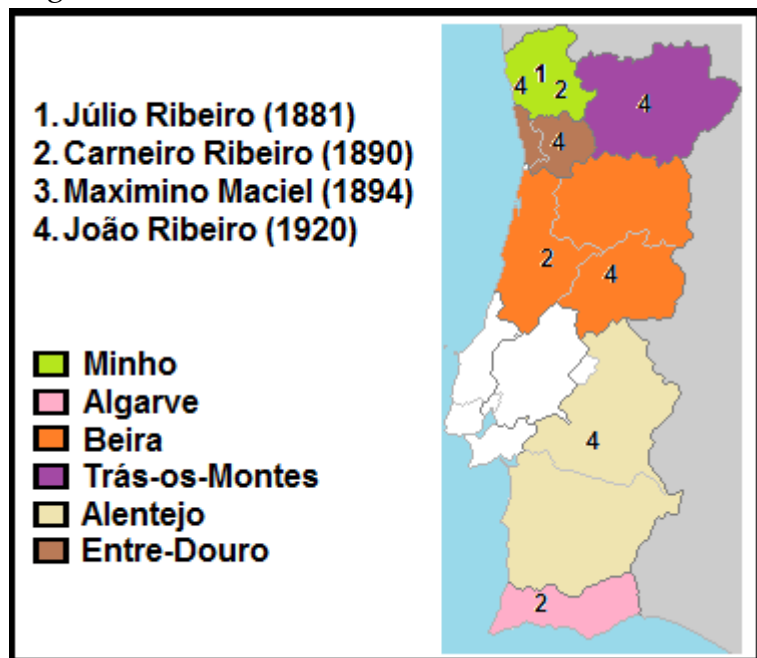 1. Júlio Ribeiro (1881)
2. Carneiro Ribeiro (1890)
3. Maximino Maciel (1894)
4. João Ribeiro (1920)
Minho
Algarve
Beira
Trás-os-Montes
Alentejo
Entre-Douro
4 1 2
4
4
2
4
4
2